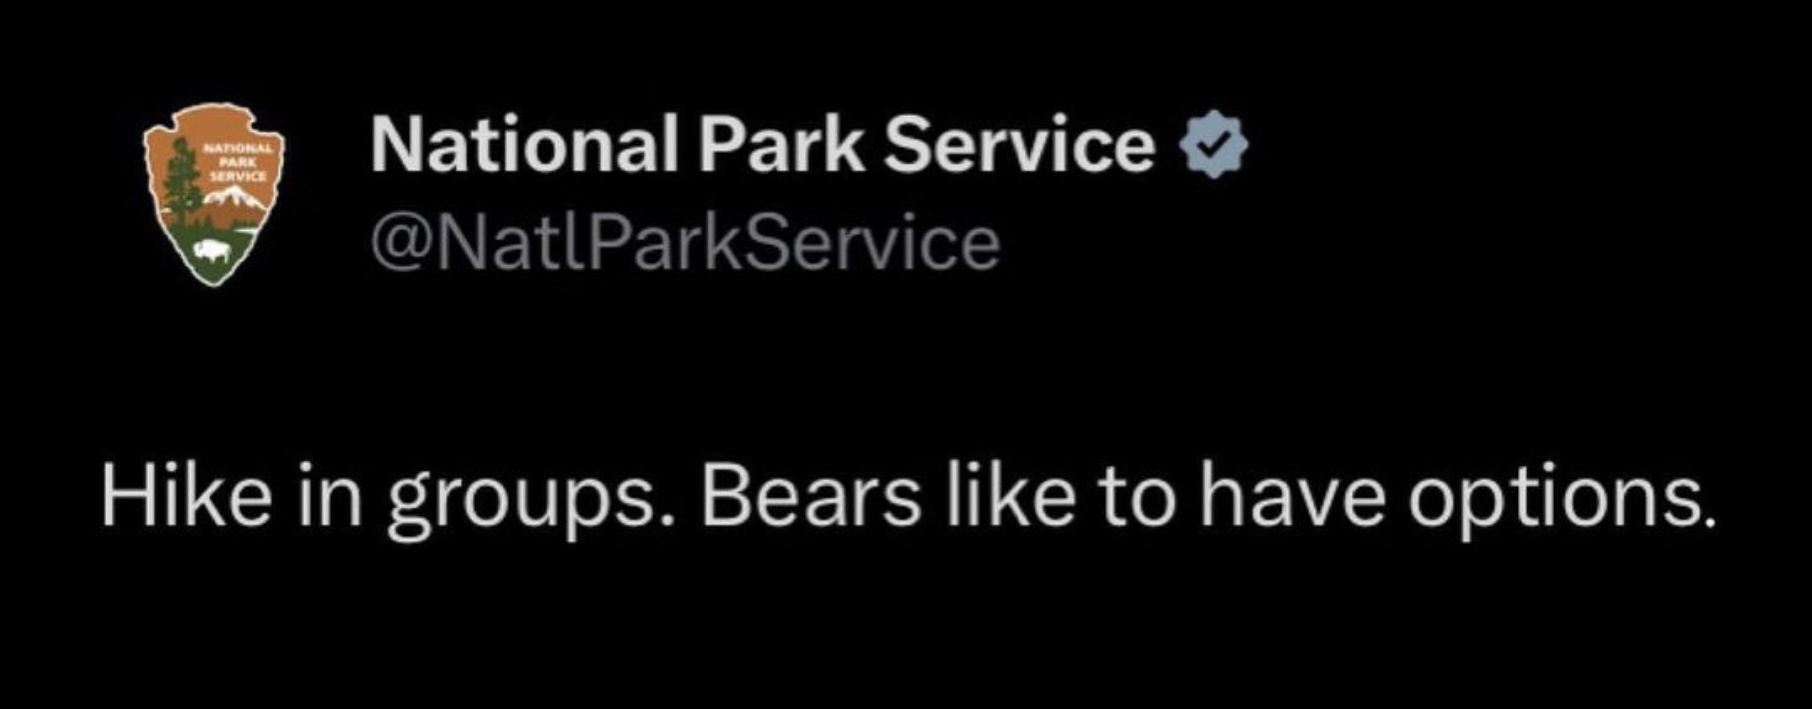 NATIONAL
PARK
SERVICE
National Park Service
@NatlParkService
Hike in groups. Bears like to have options.